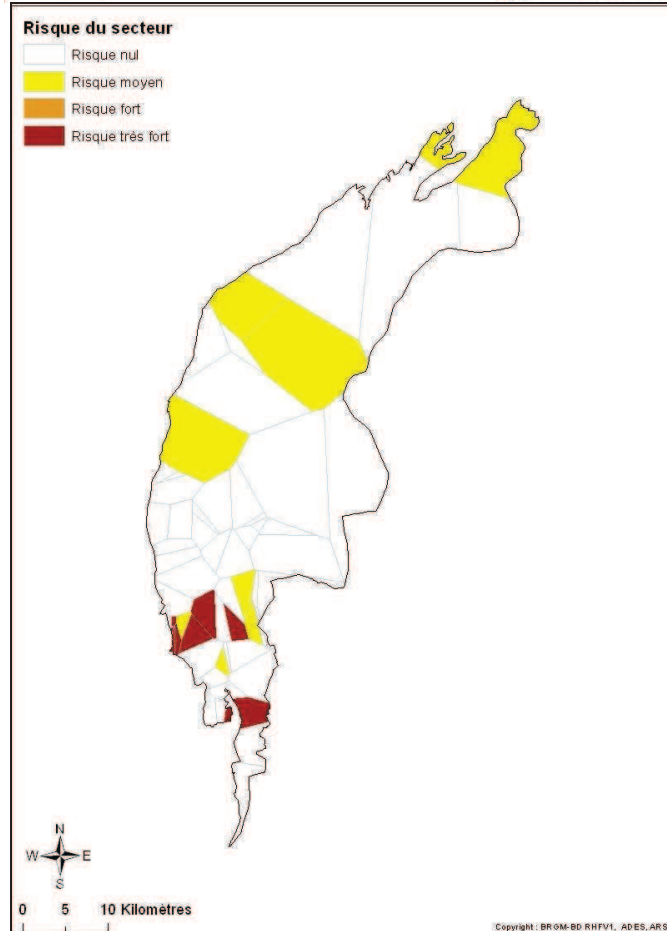 Risque du secteur
Risque nul
Risque moyen
Risque fort
Risque très fort
N
W E
S
0 5 10 Kilomètres
Copyright : BRGM-BD RHFV1, ADES, ARS